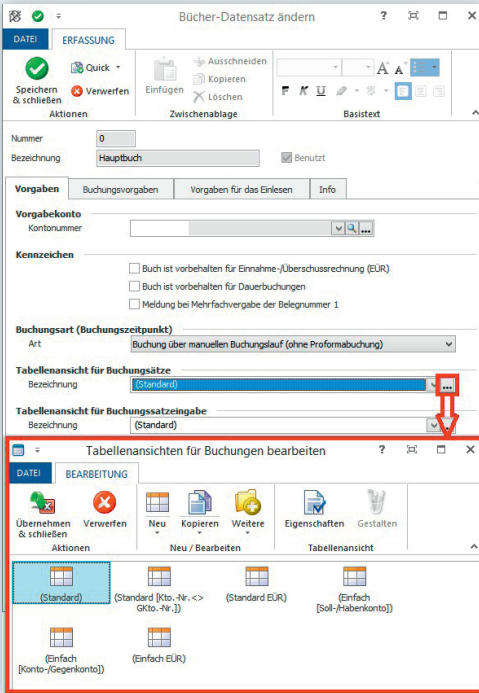 Bücher-Datensatz ändern
DATEI ERFASSUNG
Speichern & schließen
Quick
Verwerfen
Aktionen
Einfügen
Ausschneiden
Kopieren
Löschen
Zwischenablage
A A
F K U
Basistext
Nummer 0
Bezeichnung Hauptbuch Benutzt
Vorgaben Buchungsvorgaben Vorgaben für das Einlesen Info
Vorgabekonto
Kontonummer
Kennzeichen
Buch ist vorbehalten für Einnahme-/Überschussrechnung (EÜR)
Buch ist vorbehalten für Dauerbuchungen
Meldung bei Mehrfachvergabe der Belegnummer 1
Buchungsart (Buchungszeitpunkt)
Art Buchung über manuellen Buchungslauf (ohne Proformabuchung)
Tabellenansicht für Buchungsätze
Bezeichnung (Standard)
Tabellenansicht für Buchungssatzeingabe
Bezeichnung (Standard)
Tabellenansichten für Buchungen bearbeiten
DATEI BEARBEITUNG
Übernehmen & schließen
Verwerfen
Aktionen
Neu Kopieren Weitere
Neu / Bearbeiten
Eigenschaften Gestalten
Tabellenansicht
(Standard)
(Standard [Kto.-Nr.<>
GKto.-Nr.])
(Standard EÜR)
(Einfach
[Soll-/Habenkonto])
(Einfach
[Konto-/Gegenkonto])
(Einfach EÜR)